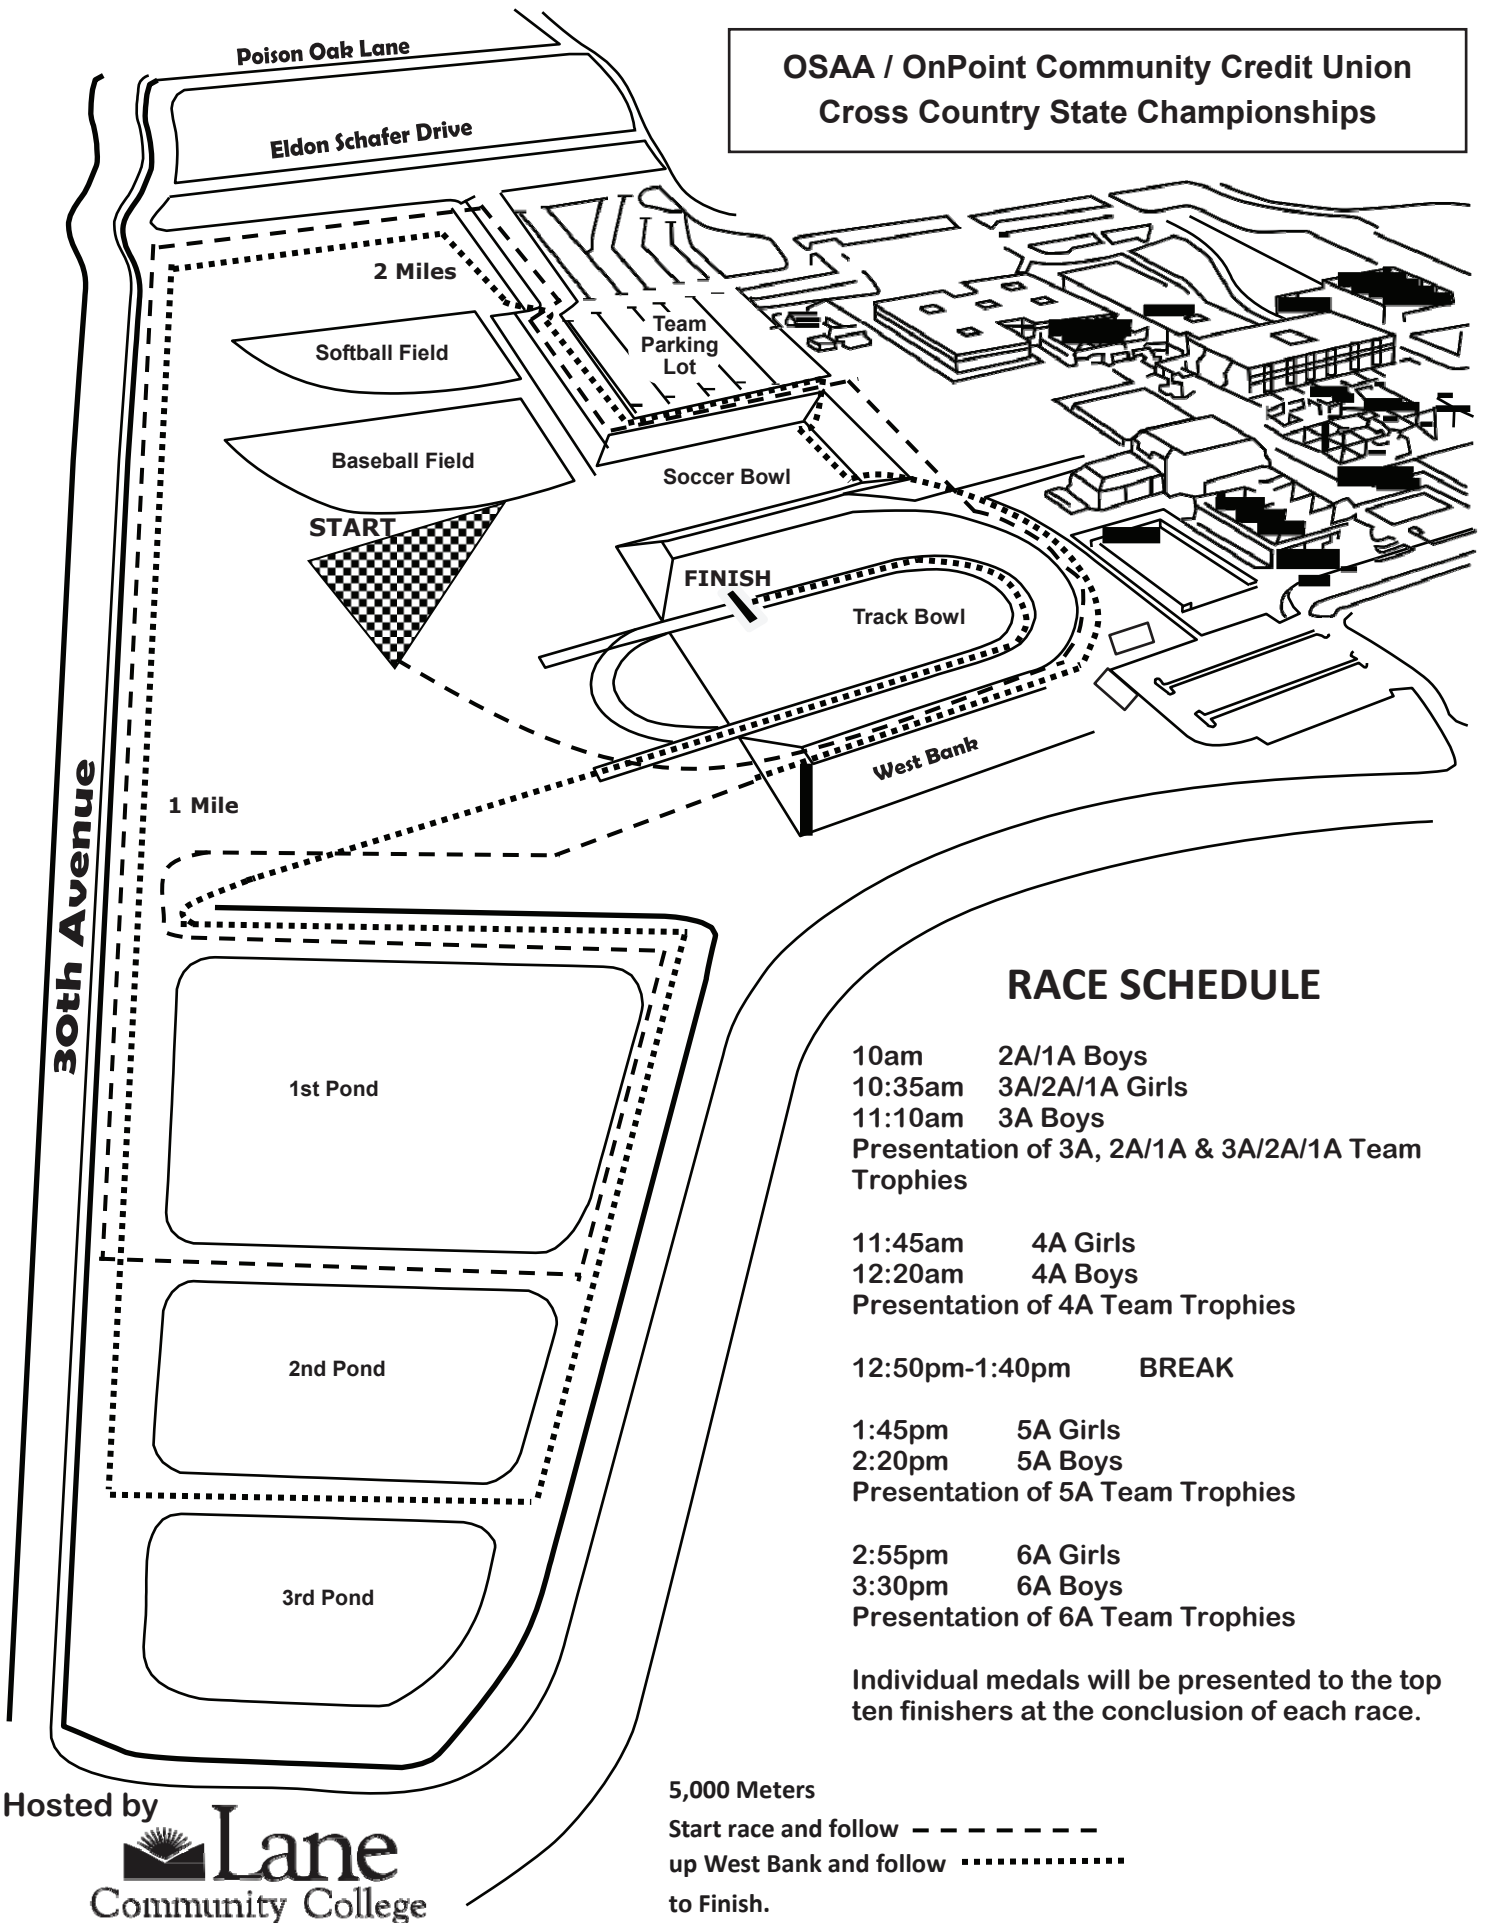 OSAA / OnPoint Community Credit Union
Cross Country State Championships
Poison Oak Lane
Eldon Schafer Drive
2 Miles
Team
Parking
Lot
Softball Field
Baseball Field
Soccer Bowl
START
FINISH
Track Bowl
West Bank
30th Avenue
1 Mile
1st Pond
2nd Pond
3rd Pond
RACE SCHEDULE
10am 2A/1A Boys
10:35am 3A/2A/1A Girls
11:10am 3A Boys
Presentation of 3A, 2A/1A & 3A/2A/1A Team
Trophies
11:45am 4A Girls
12:20am 4A Boys
Presentation of 4A Team Trophies
12:50pm-1:40pm BREAK
1:45pm 5A Girls
2:20pm 5A Boys
Presentation of 5A Team Trophies
2:55pm 6A Girls
3:30pm 6A Boys
Presentation of 6A Team Trophies
Individual medals will be presented to the top
ten finishers at the conclusion of each race.
Hosted by
Lane
Community College
5,000 Meters
Start race and follow
up West Bank and follow
to Finish.